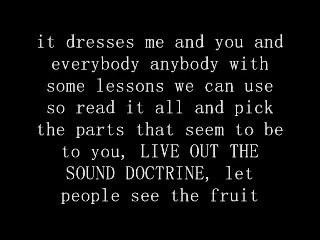 it dresses me and you and
everybody anybody with
some lessons we can use
so read it all and pick
the parts that seem to be
to you, LIVE OUT THE
SOUND DOCTRINE, let
people see the fruit